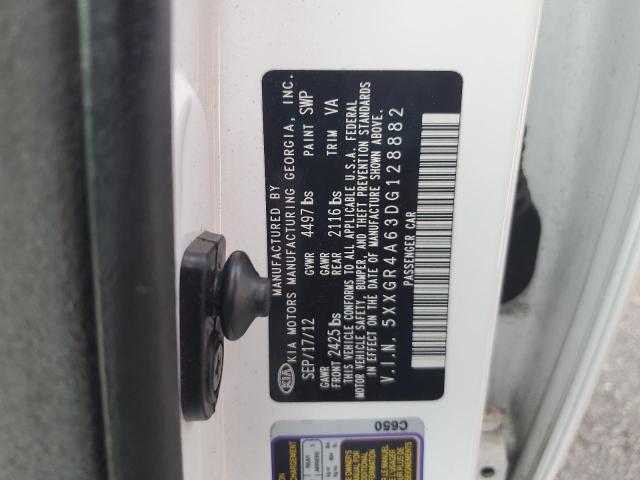 MANUFACTURED BY
KIA KIA MOTORS MANUFACTURING GEORGIA, INC.
SEP/17/12 GVWR 4497 lbs PAINT SWP
GAWR FRONT 2425 lbs GAWR REAR 2116 lbs TRIM VA
THIS VEHICLE CONFORMS TO ALL APPLICABLE U.S.A. FEDERAL
MOTOR VEHICLE SAFETY, BUMPER, AND THEFT PREVENTION STANDARDS
IN EFFECT ON THE DATE OF MANUFACTURE SHOWN ABOVE.
V.I.N. 5XXGR4A63DG128882
PASSENGER CAR
C650